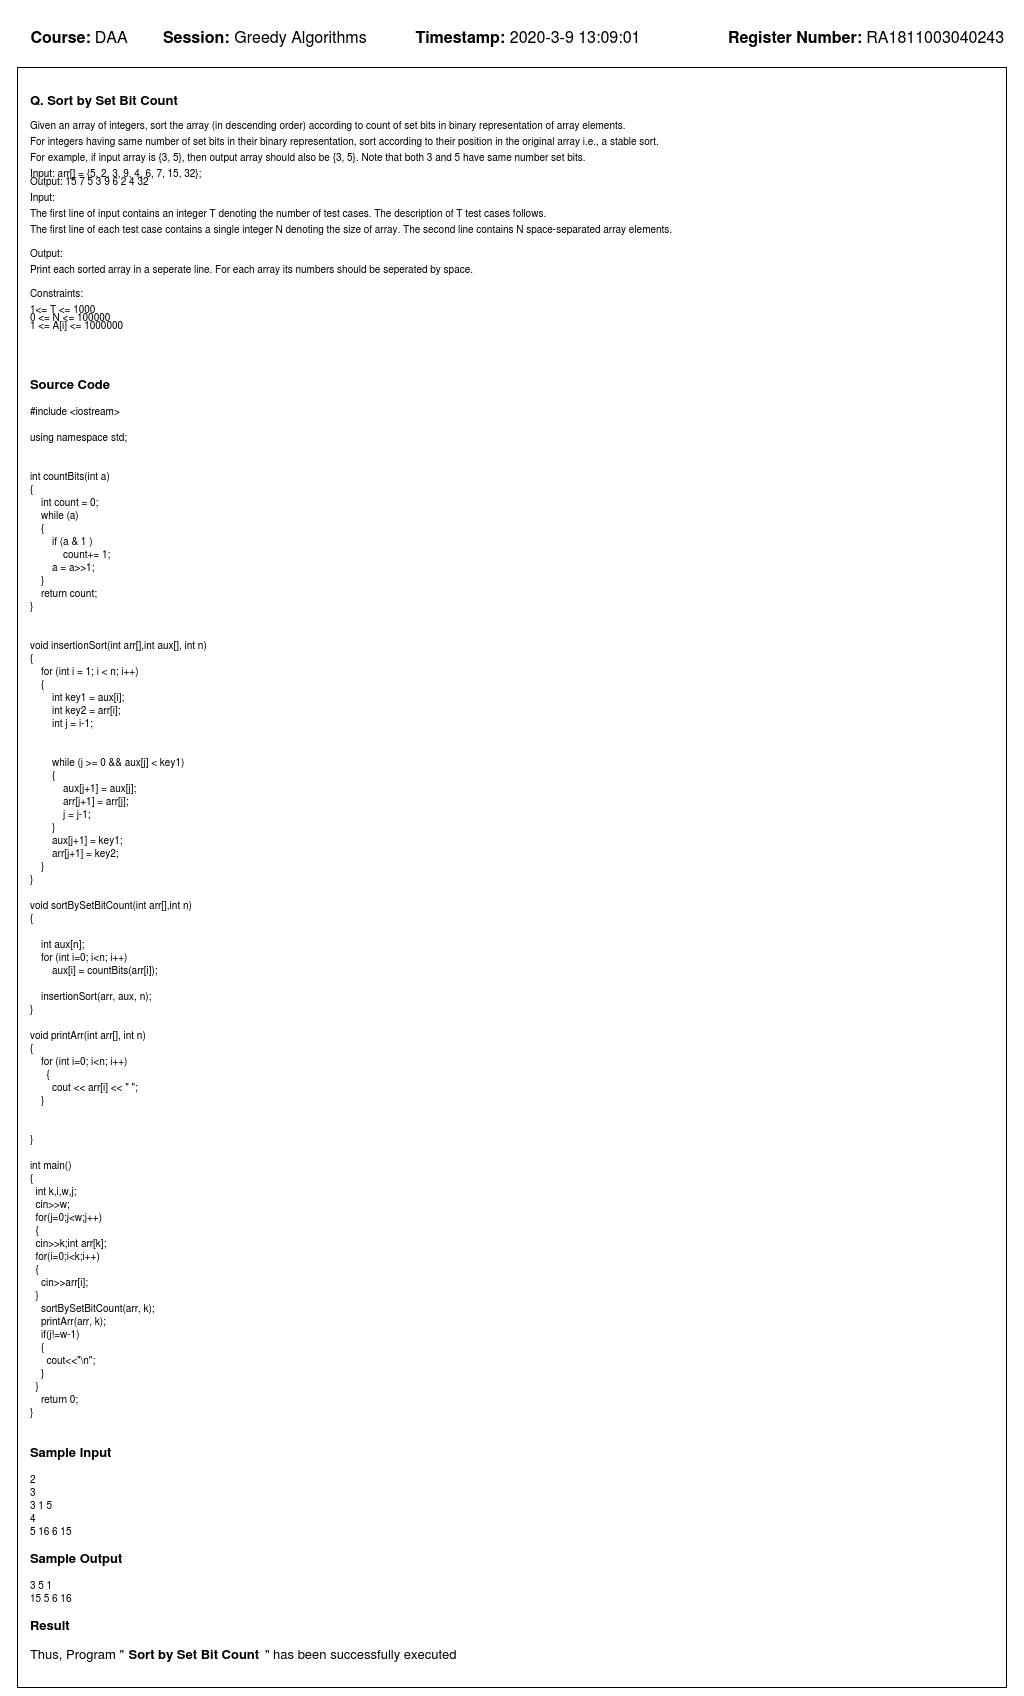 Course: DAA Session: Greedy Algorithms Timestamp: 2020-3-9 13:09:01 Register Number: RA1811003040243
Q. Sort by Set Bit Count
Given an array of integers, sort the array (in descending order) according to count of set bits in binary representation of array elements.
For integers having same number of set bits in their binary representation, sort according to their position in the original array i.e., a stable sort.
For example, if input array is {3, 5}, then output array should also be {3, 5}. Note that both 3 and 5 have same number set bits.
Input: arr[] = {5, 2, 3, 9, 4, 6, 7, 15, 32};
Output: 15 7 5 3 9 6 2 4 32
Input:
The first line of input contains an integer T denoting the number of test cases. The description of T test cases follows.
The first line of each test case contains a single integer N denoting the size of array. The second line contains N space-separated array elements.
Output:
Print each sorted array in a seperate line. For each array its numbers should be seperated by space.
Constraints:
1<= T <= 1000
0 <= N <= 100000
1 <= A[i] <= 1000000
Source Code
#include <iostream>
using namespace std;
int countBits(int a)
{
int count = 0;
while (a)
{
if (a & 1 )
count+= 1;
a = a>>1;
}
return count;
}
void insertionSort(int arr[],int aux[], int n)
{
for (int i = 1; i < n; i++)
{
int key1 = aux[i];
int key2 = arr[i];
int j = i-1;
while (j >= 0 && aux[j] < key1)
{
aux[j+1] = aux[j];
arr[j+1] = arr[j];
j = j-1;
}
aux[j+1] = key1;
arr[j+1] = key2;
}
}
void sortBySetBitCount(int arr[],int n)
{
int aux[n];
for (int i=0; i<n; i++)
aux[i] = countBits(arr[i]);
insertionSort(arr, aux, n);
}
void printArr(int arr[], int n)
{
for (int i=0; i<n; i++)
{
cout << arr[i] << " ";
}
}
int main()
{
int k,i,w,j;
cin>>w;
for(j=0;j<w;j++)
{
cin>>k;int arr[k];
for(i=0;i<k;i++)
{
cin>>arr[i];
}
sortBySetBitCount(arr, k);
printArr(arr, k);
if(j!=w-1)
{
cout<<"\n";
}
}
return 0;
}
Sample Input
2
3
3 1 5
4
5 16 6 15
Sample Output
3 5 1
15 5 6 16
Result
Thus, Program " Sort by Set Bit Count " has been successfully executed